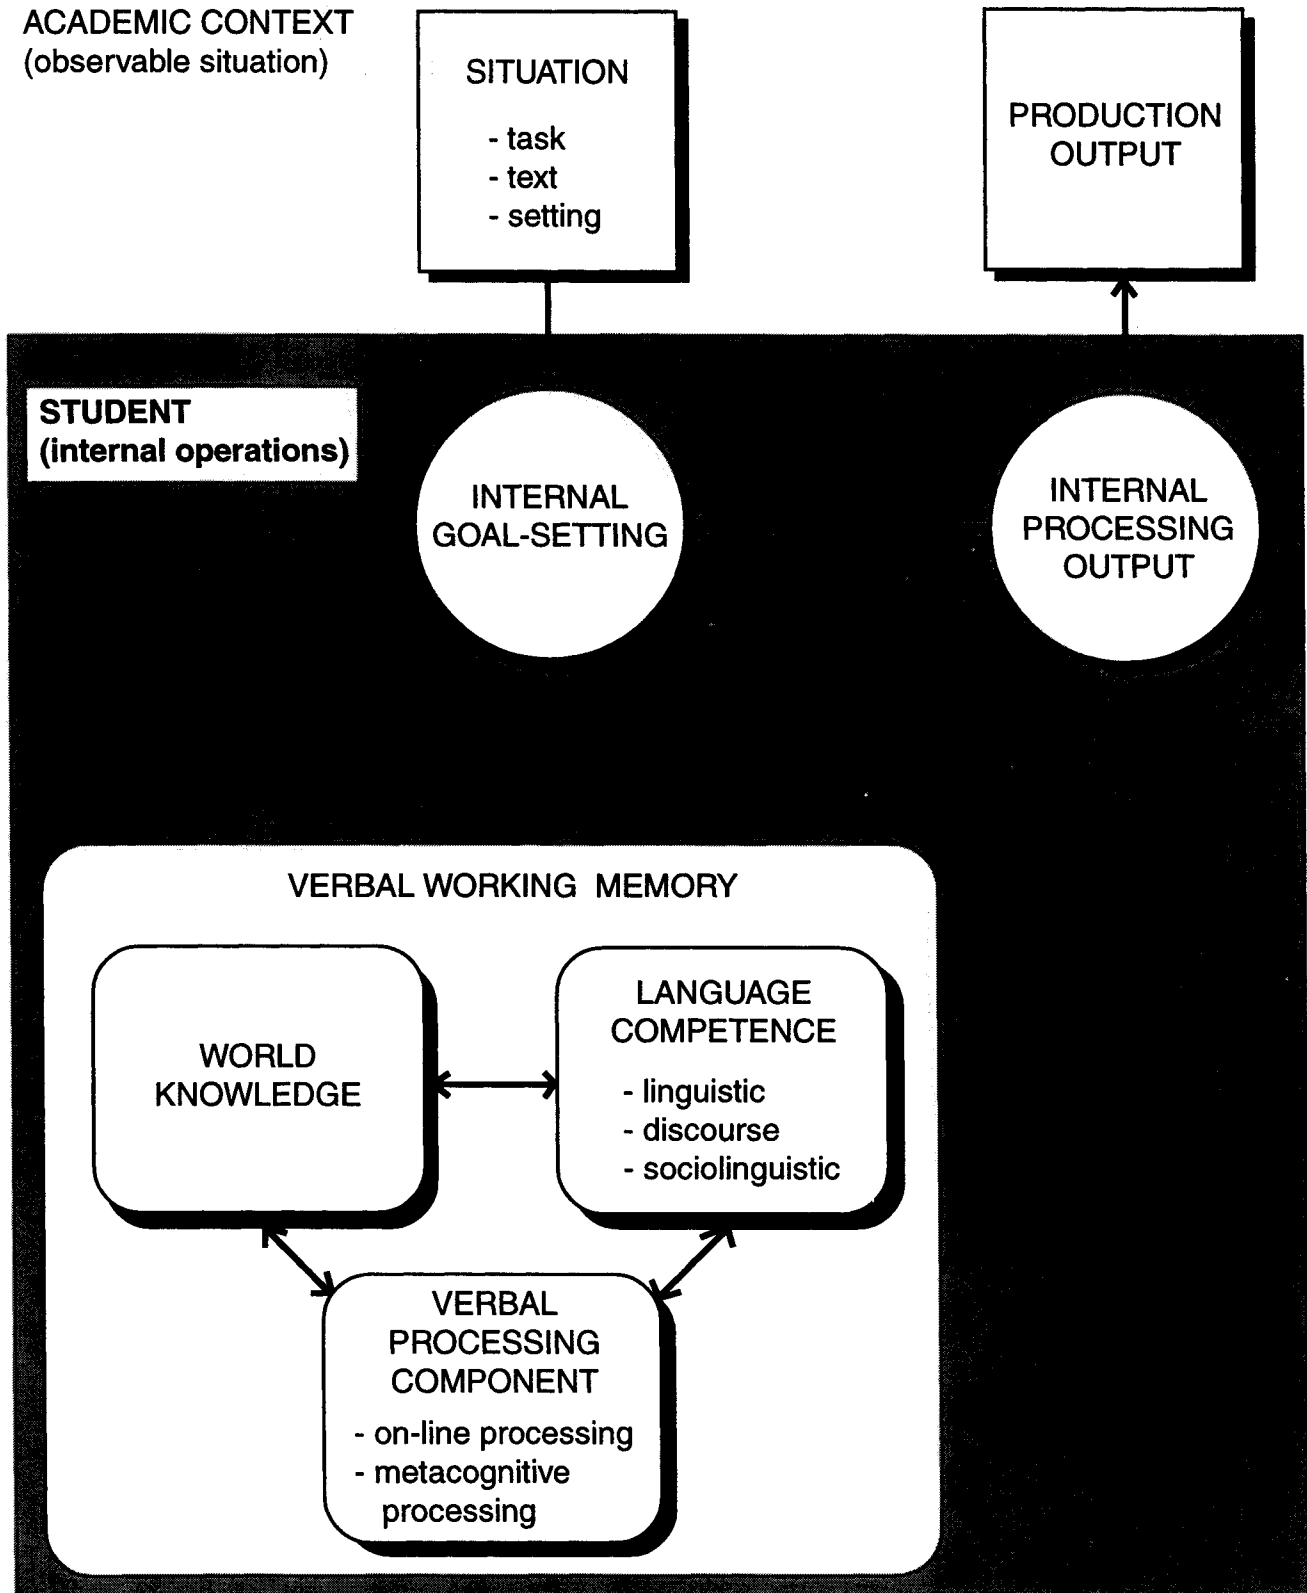 ACADEMIC CONTEXT
(observable situation)
SITUATION
- task
- text
- setting
PRODUCTION
OUTPUT
STUDENT
(internal operations)
INTERNAL
GOAL-SETTING
INTERNAL
PROCESSING
OUTPUT
VERBAL WORKING MEMORY
WORLD
KNOWLEDGE
LANGUAGE
COMPETENCE
- linguistic
- discourse
- sociolinguistic
VERBAL
PROCESSING
COMPONENT
- on-line processing
- metacognitive
processing